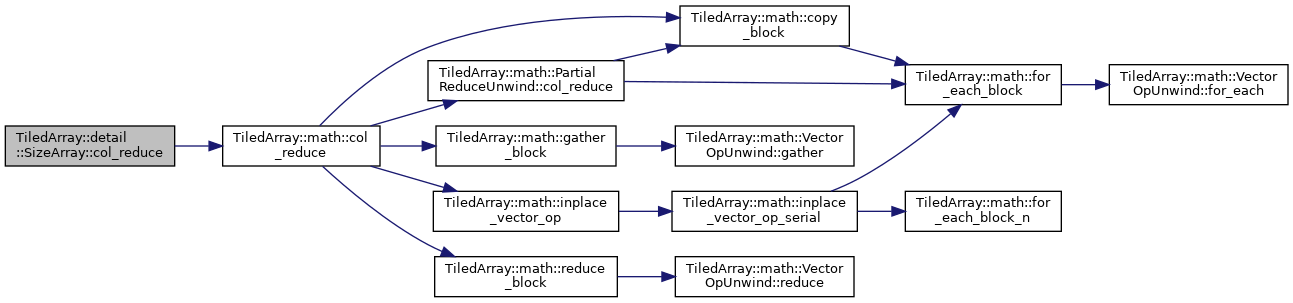 TiledArray::detail
::SizeArray::col_reduce
TiledArray::math::col
_reduce
TiledArray::math::copy
_block
TiledArray::math::Partial
ReduceUnwind::col_reduce
TiledArray::math::gather
_block
TiledArray::math::inplace
_vector_op
TiledArray::math::reduce
_block
TiledArray::math::Vector
OpUnwind::gather
TiledArray::math::inplace
_vector_op_serial
TiledArray::math::Vector
OpUnwind::reduce
TiledArray::math::for
_each_block
TiledArray::math::for
_each_block_n
TiledArray::math::Vector
OpUnwind::for_each